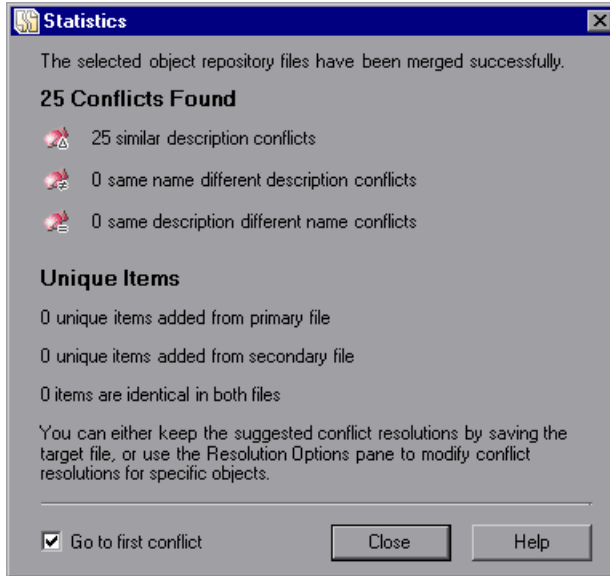 Statistics
The selected object repository files have been merged successfully.
25 Conflicts Found
25 similar description conflicts
0 same name different description conflicts
0 same description different name conflicts
Unique Items
0 unique items added from primary file
0 unique items added from secondary file
0 items are identical in both files
You can either keep the suggested conflict resolutions by saving the
target file, or use the Resolution Options pane to modify conflict
resolutions for specific objects.
Go to first conflict
Close
Help